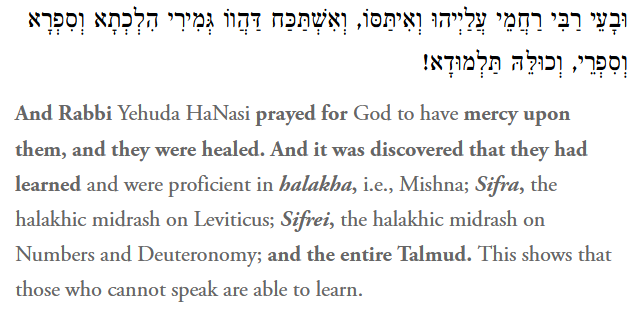 וּבָעֵי רַבִּי רַחֲמֵי עֲלַיְיהוּ וְאִיתַּסּוֹ, וְאִשְׁתַּכַּח דַּהֲווֹ גְּמִירִי הִלְכְתָא וְסִפְרָא
וְסִפְרֵי, וְכוּלֵּהּ תַּלְמוּדָא!
And Rabbi Yehuda HaNasi prayed for God to have mercy upon
them, and they were healed. And it was discovered that they had
learned and were proficient in halakha, i.e., Mishna; Sifra, the
halakhic midrash on Leviticus; Sifrei, the halakhic midrash on
Numbers and Deuteronomy; and the entire Talmud. This shows that
those who cannot speak are able to learn.